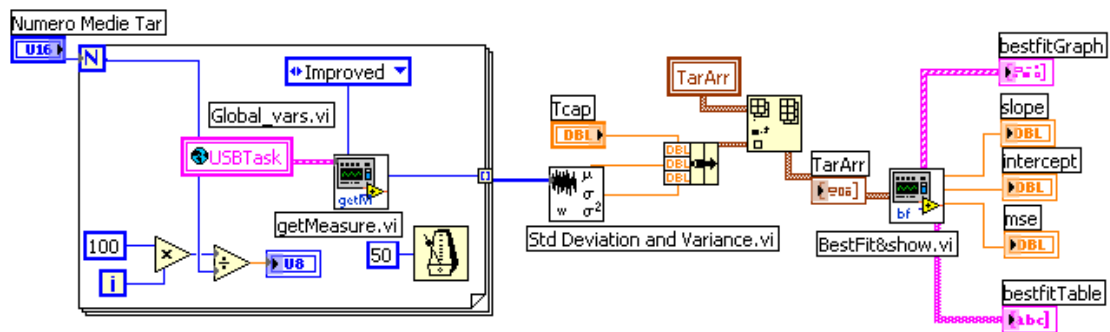 Numero Medie Tar
U16
N
Improved
Global_vars.vi
USBTask
getM
getMeasure.vi
100
i
U8
50
Tcap
DBL
DBL
DBL
DBL
μ
σ
w σ²
Std Deviation and Variance.vi
TarArr
TarArr
bf
BestFit&show.vi
bestfitGraph
slope
DBL
intercept
DBL
mse
DBL
bestfitTable
abc